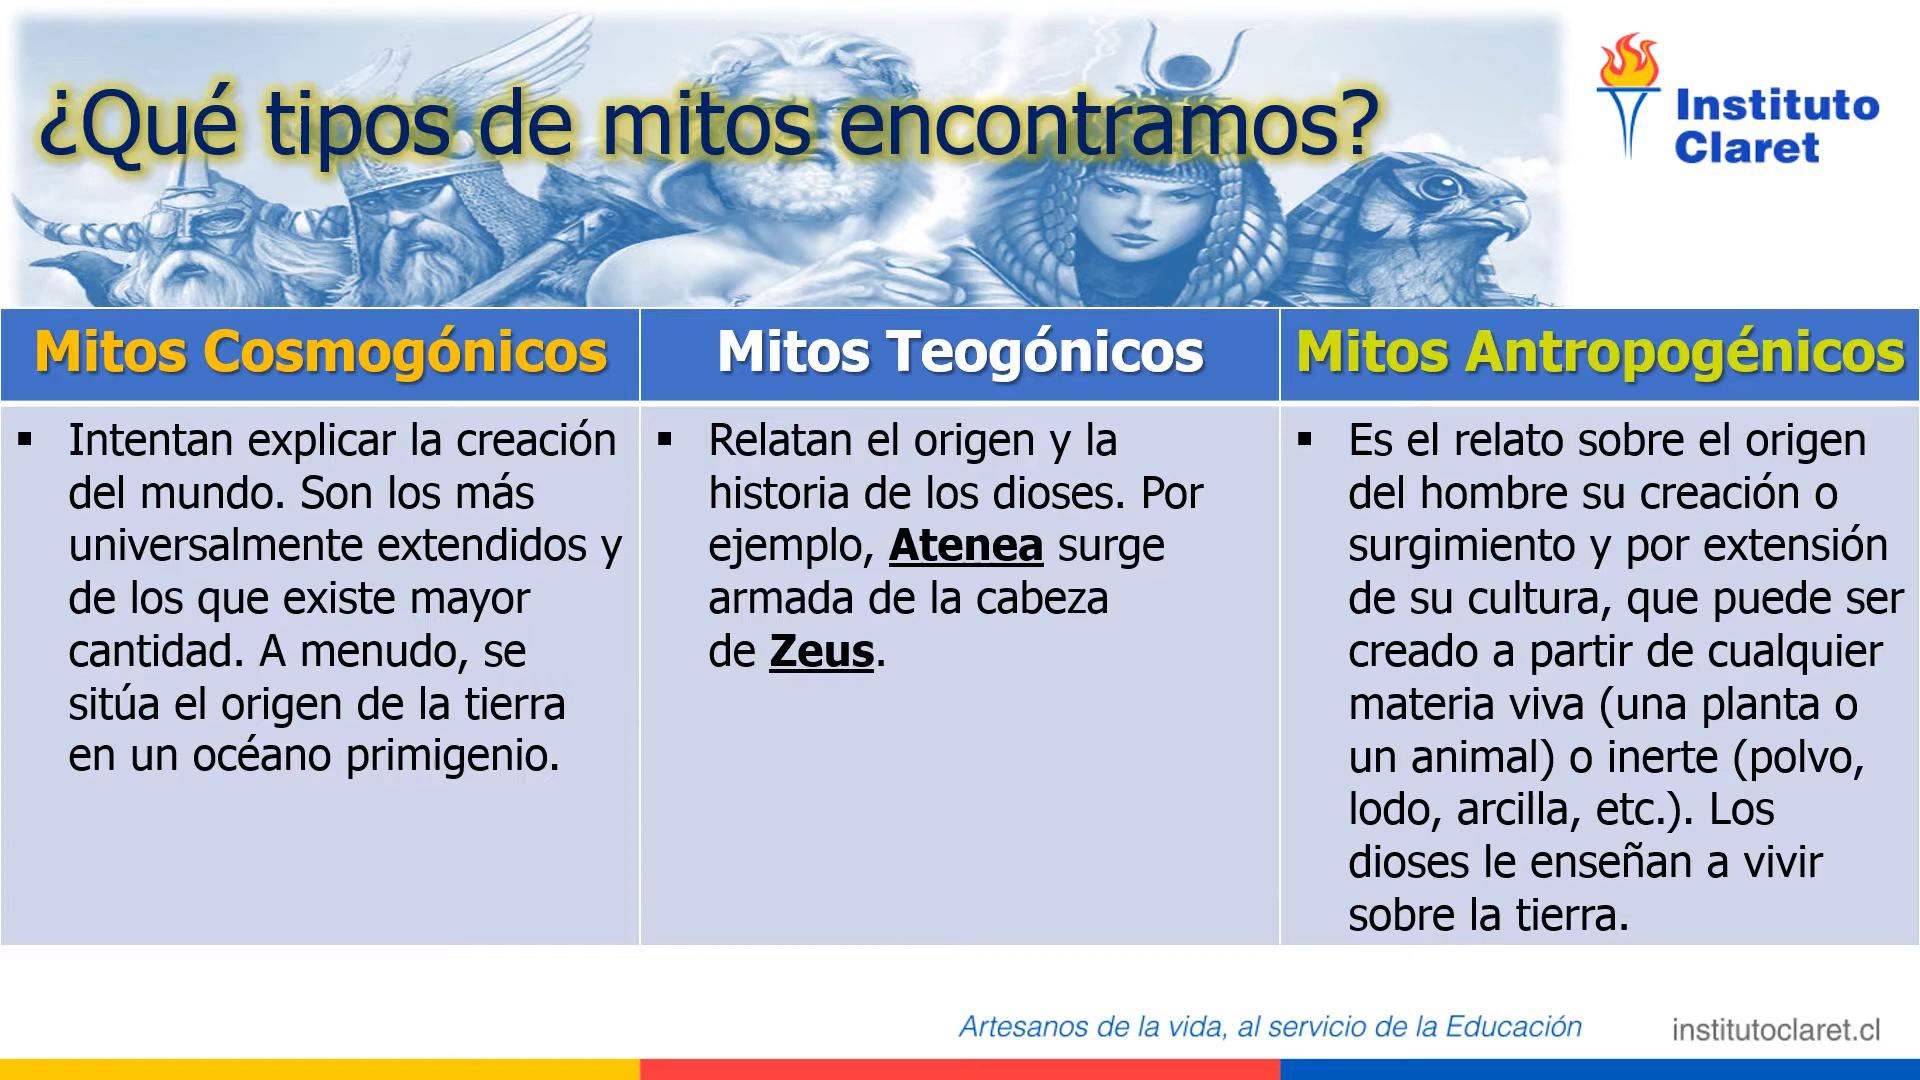 ¿Qué tipos de mitos encontramos?
Instituto
Claret
Mitos Cosmogónicos
▪ Intentan explicar la creación
del mundo. Son los más
universalmente extendidos y
de los que existe mayor
cantidad. A menudo, se
sitúa el origen de la tierra
en un océano primigenio.
Mitos Teogónicos
▪ Relatan el origen y la
historia de los dioses. Por
ejemplo, Atenea surge
armada de la cabeza
de Zeus.
Mitos Antropogénicos
▪ Es el relato sobre el origen
del hombre su creación o
surgimiento y por extensión
de su cultura, que puede ser
creado a partir de cualquier
materia viva (una planta o
un animal) o inerte (polvo,
lodo, arcilla, etc.). Los
dioses le enseñan a vivir
sobre la tierra.
Artesanos de la vida, al servicio de la Educación
institutoclaret.cl